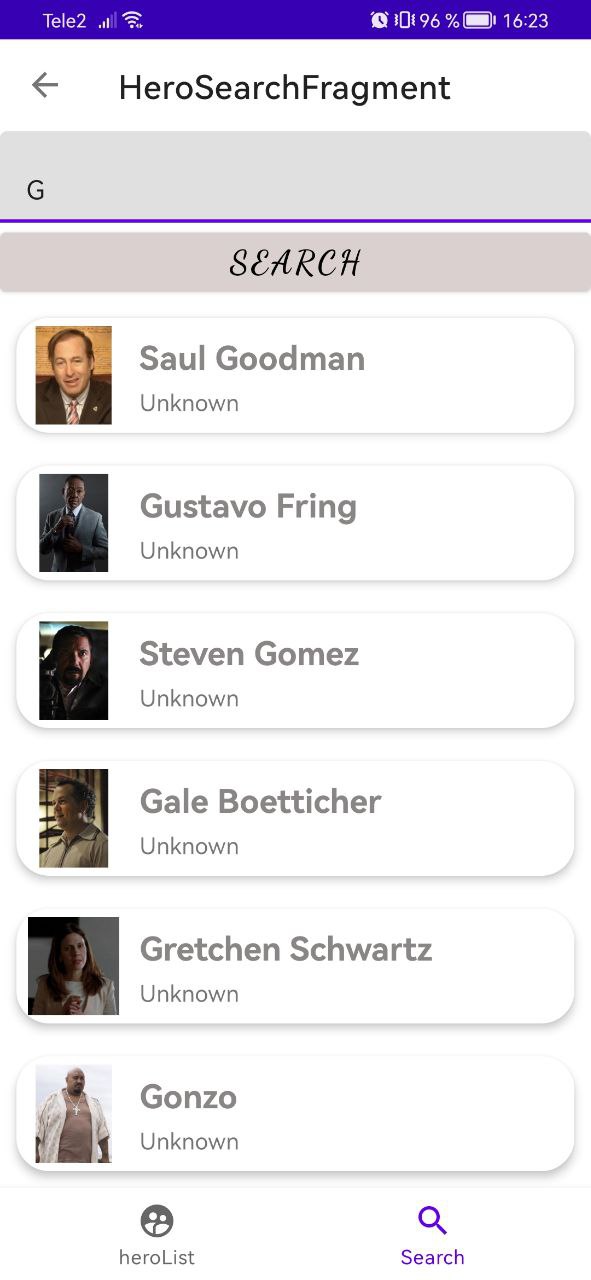 Tele2 96 % 16:23
HeroSearchFragment
G
SEARCH
Saul Goodman
Unknown
Gustavo Fring
Unknown
Steven Gomez
Unknown
Gale Boetticher
Unknown
Gretchen Schwartz
Unknown
Gonzo
Unknown
heroList Search